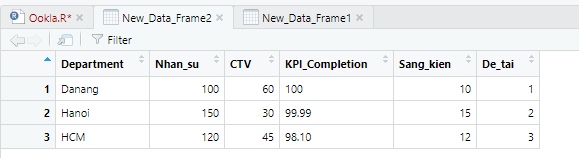 Ookla.R* New_Data_Frame2 New_Data_Frame1
Filter
Department Nhan_su CTV KPI_Completion Sang_kien De_tai
1 Danang 100 60 100 10 1
2 Hanoi 150 30 99.99 15 2
3 HCM 120 45 98.10 12 3